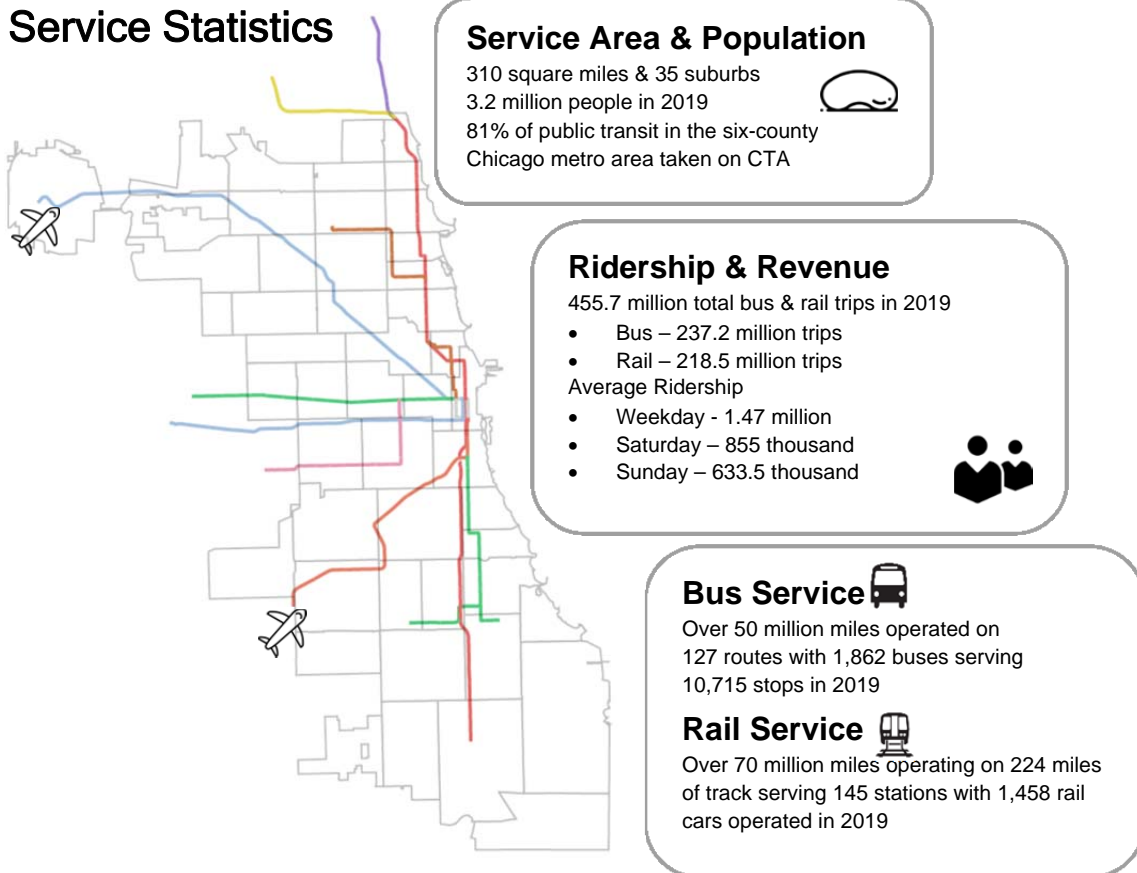 Service Statistics
Service Area & Population
310 square miles & 35 suburbs
3.2 million people in 2019
81% of public transit in the six-county
Chicago metro area taken on CTA
Ridership & Revenue
455.7 million total bus & rail trips in 2019
• Bus – 237.2 million trips
• Rail – 218.5 million trips
Average Ridership
• Weekday - 1.47 million
• Saturday – 855 thousand
• Sunday – 633.5 thousand
Bus Service
Over 50 million miles operated on
127 routes with 1,862 buses serving
10,715 stops in 2019
Rail Service
Over 70 million miles operating on 224 miles
of track serving 145 stations with 1,458 rail
cars operated in 2019